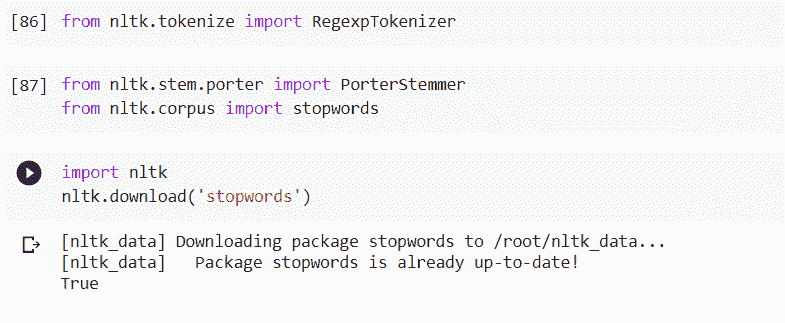 [86] from nltk.tokenize import RegexpTokenizer
[87] from nltk.stem.porter import PorterStemmer
from nltk.corpus import stopwords
import nltk
nltk.download('stopwords')
[nltk_data] Downloading package stopwords to /root/nltk_data...
[nltk_data]   Package stopwords is already up-to-date!
True